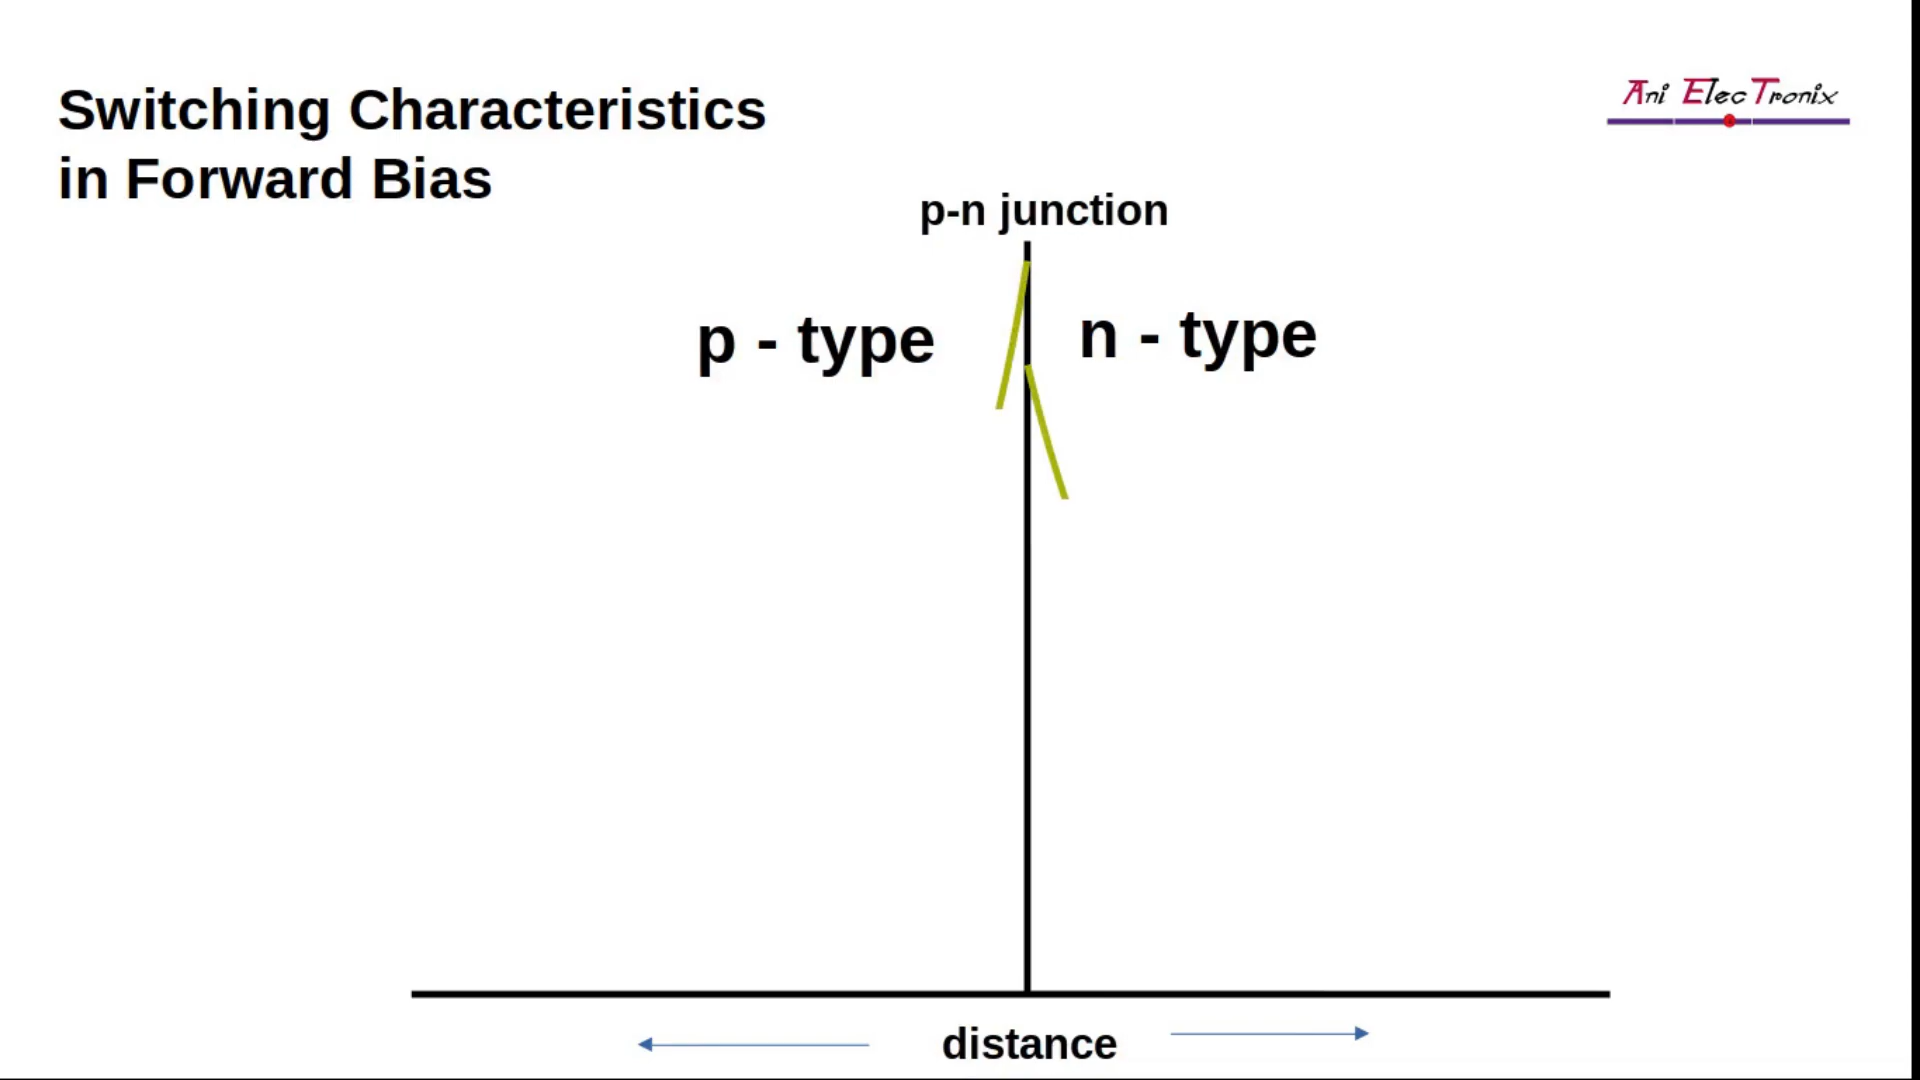 Switching Characteristics
in Forward Bias
Ani ElecTronix
p-n junction
p - type
n - type
distance